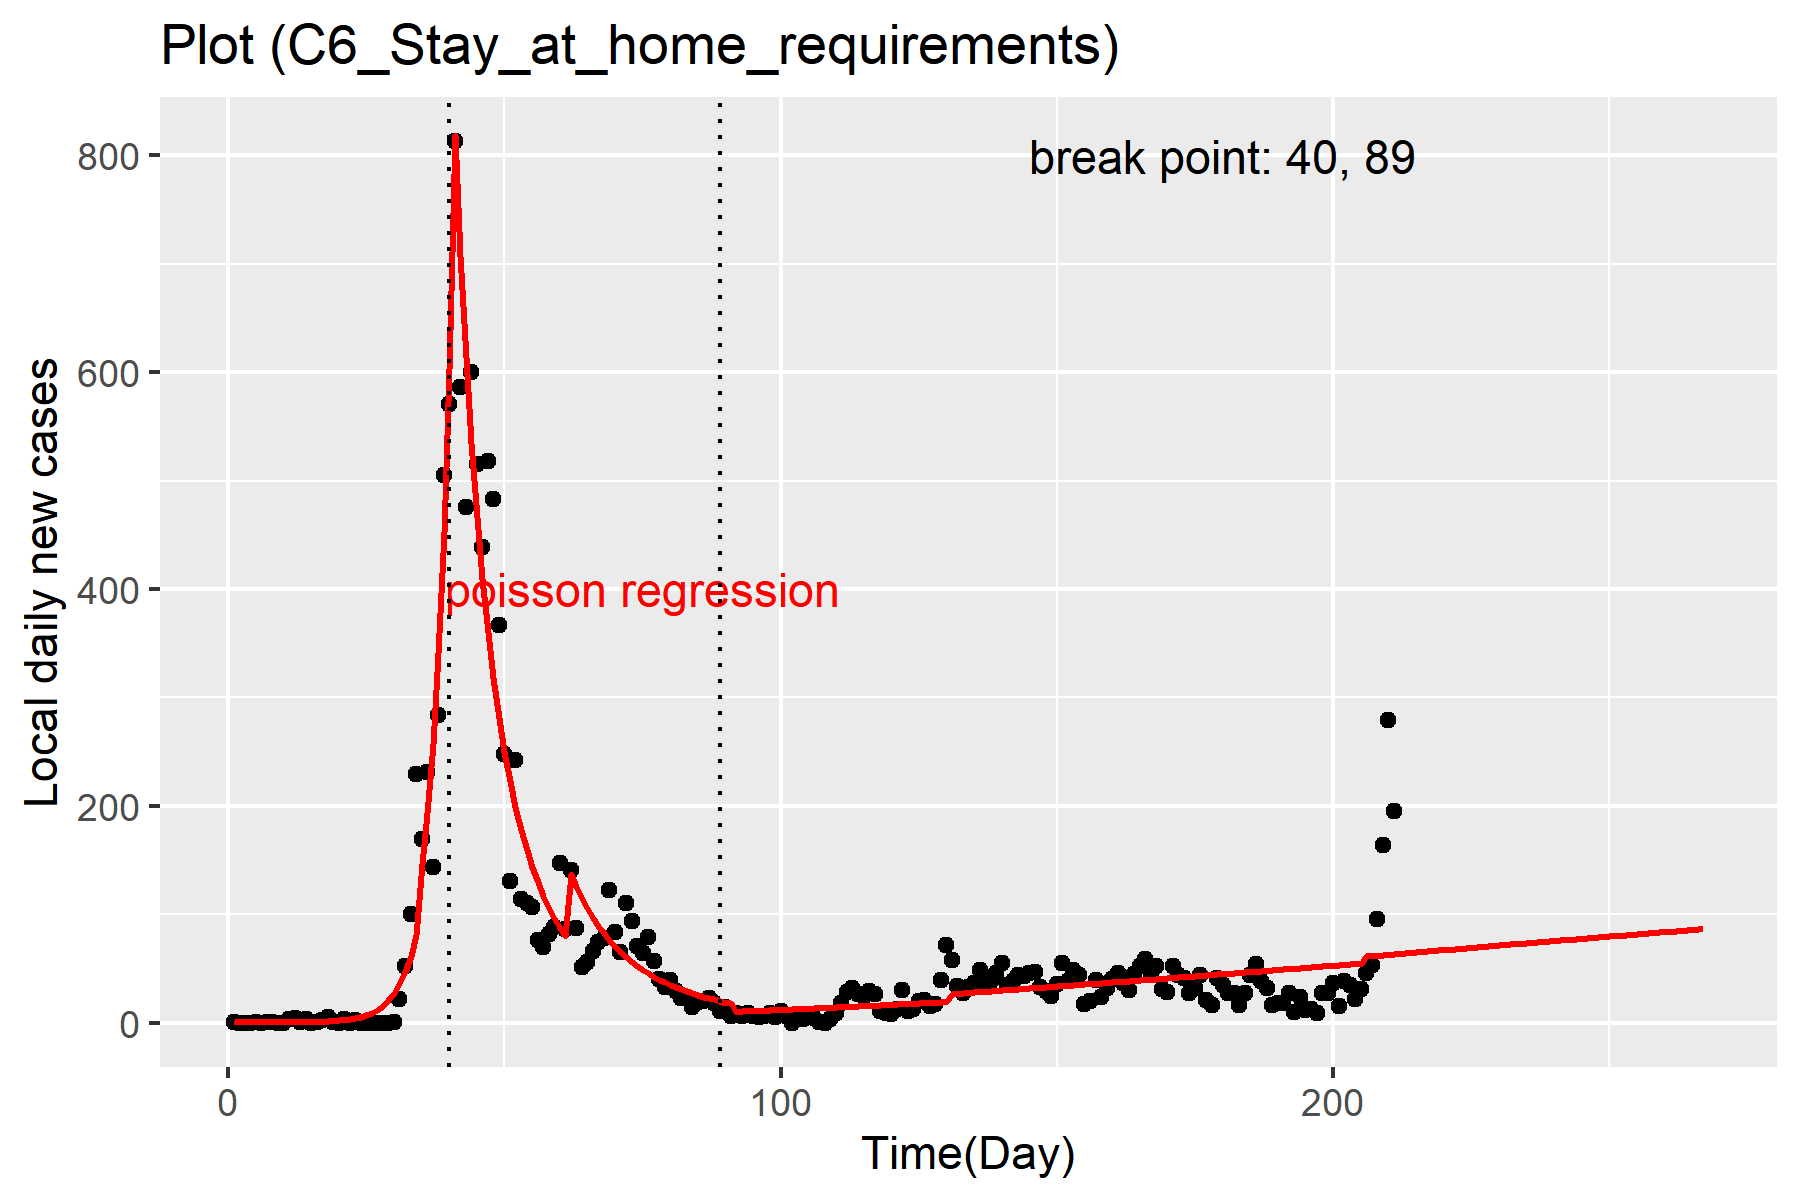 Plot (C6_Stay_at_home_requirements)
break point: 40, 89
poisson regression
Local daily new cases
800
600
400
200
0
0
100
200
Time(Day)